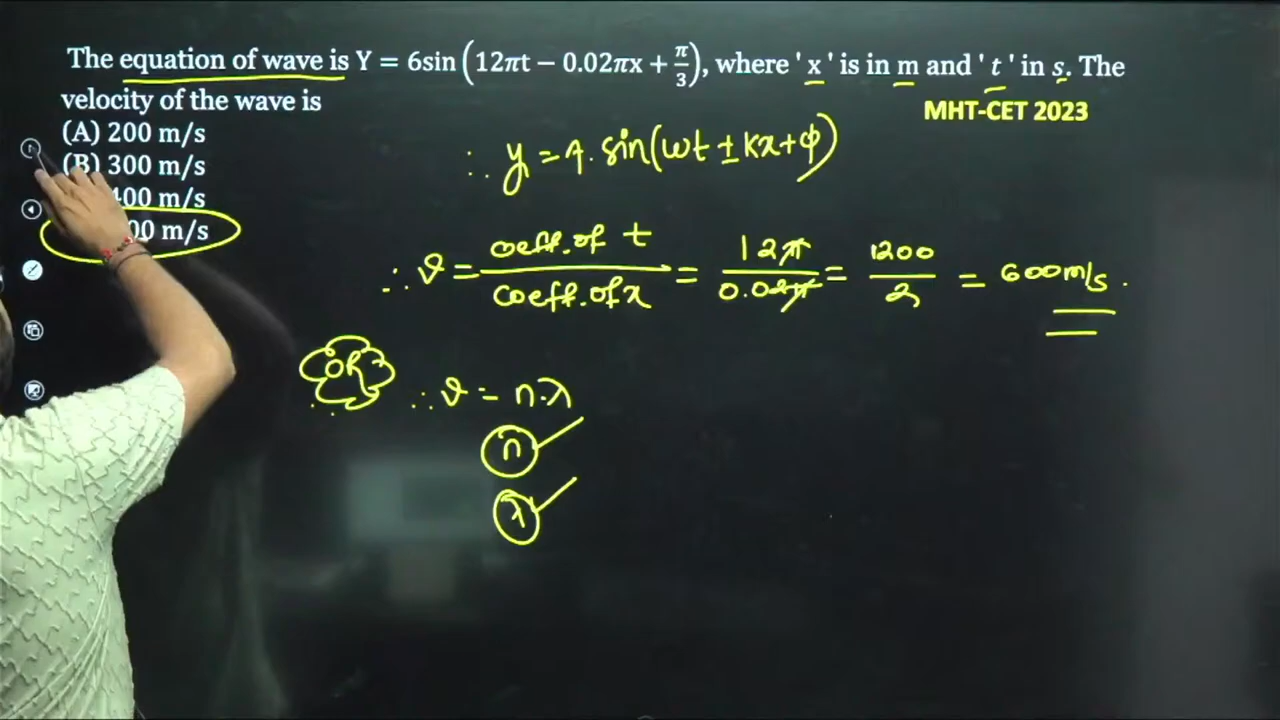 The equation of wave is Y = 6sin (12πt − 0.02πx + π/3), where ' x ' is in m and ' t ' in s. The
velocity of the wave is
MHT-CET 2023
(A) 200 m/s
(B) 300 m/s
400 m/s
00 m/s
∴ y = A. sin(ωt ± kx + φ)
∴ v = coeff. of t / coeff. of x = 12π / 0.02π = 1200 / 2 = 600 m/s.
OR
∴ v = n.λ
n
λ